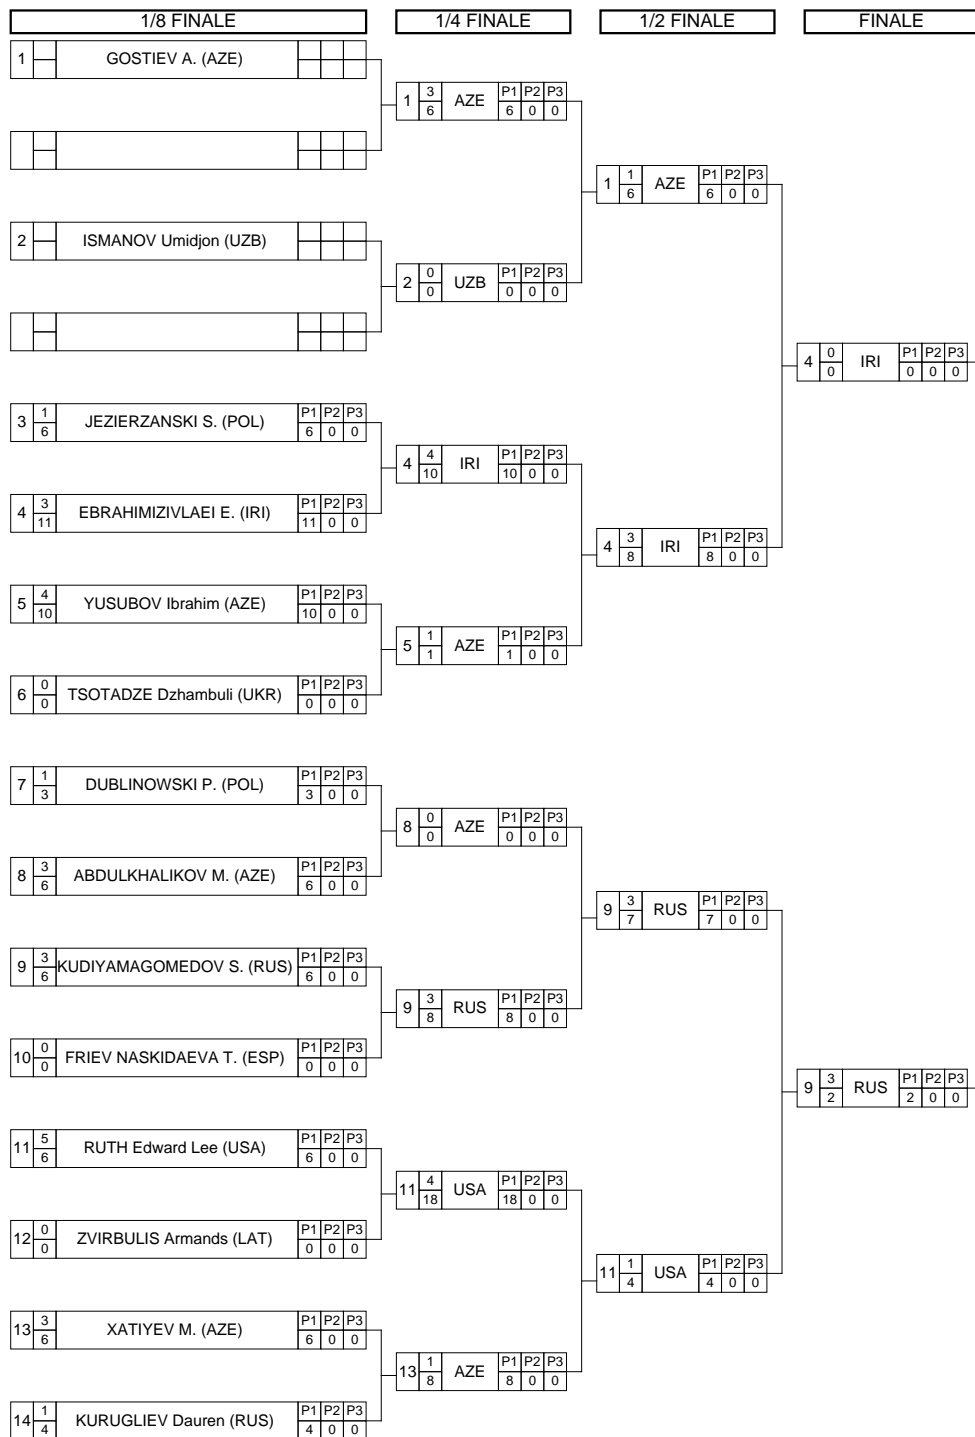 1/8 FINALE 1/4 FINALE 1/2 FINALE FINALE
1 GOSTIEV A. (AZE)
1 3 6 AZE P1 P2 P3 6 0 0
1 1 6 AZE P1 P2 P3 6 0 0
2 ISMANOV Umidjon (UZB)
2 0 0 UZB P1 P2 P3 0 0 0
4 0 0 IRI P1 P2 P3 0 0 0
3 1 6 JEZIERZANSKI S. (POL) P1 P2 P3 6 0 0
4 4 10 IRI P1 P2 P3 10 0 0
4 3 11 EBRAHIMIZIVLAEI E. (IRI) P1 P2 P3 11 0 0
4 3 8 IRI P1 P2 P3 8 0 0
5 4 10 YUSUBOV Ibrahim (AZE) P1 P2 P3 10 0 0
5 1 1 AZE P1 P2 P3 1 0 0
6 0 0 TSOTADZE Dzhambuli (UKR) P1 P2 P3 0 0 0
7 1 3 DUBLINOWSKI P. (POL) P1 P2 P3 3 0 0
8 0 0 AZE P1 P2 P3 0 0 0
8 3 6 ABDULKHALIKOV M. (AZE) P1 P2 P3 6 0 0
9 3 7 RUS P1 P2 P3 7 0 0
9 3 6 KUDIYAMAGOMEDOV S. (RUS) P1 P2 P3 6 0 0
9 3 8 RUS P1 P2 P3 8 0 0
10 0 0 FRIEV NASKIDAEVA T. (ESP) P1 P2 P3 0 0 0
9 3 2 RUS P1 P2 P3 2 0 0
11 5 6 RUTH Edward Lee (USA) P1 P2 P3 6 0 0
11 4 18 USA P1 P2 P3 18 0 0
12 0 0 ZVIRBULIS Armands (LAT) P1 P2 P3 0 0 0
11 1 4 USA P1 P2 P3 4 0 0
13 3 6 XATIYEV M. (AZE) P1 P2 P3 6 0 0
13 1 8 AZE P1 P2 P3 8 0 0
14 1 4 KURUGLIEV Dauren (RUS) P1 P2 P3 4 0 0